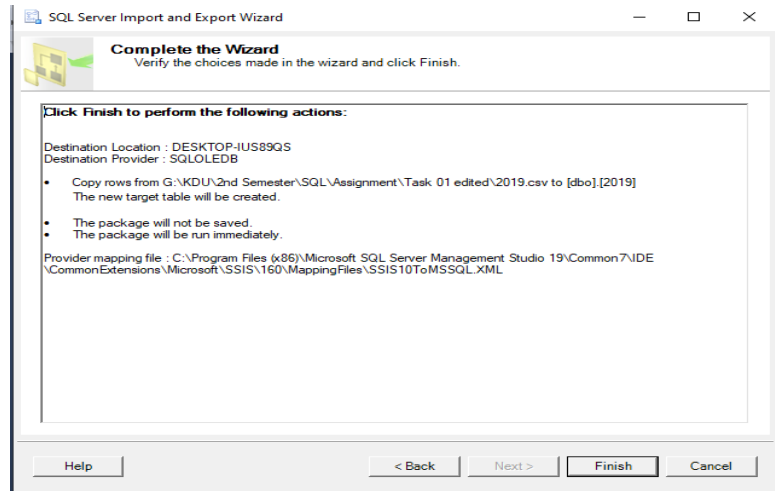 SQL Server Import and Export Wizard
Complete the Wizard
Verify the choices made in the wizard and click Finish.
Click Finish to perform the following actions:
Destination Location : DESKTOP-IUS89QS
Destination Provider : SQLOLEDB
• Copy rows from G:\KDU\2nd Semester\SQL\Assignment\Task 01 edited\2019.csv to [dbo].[2019]
The new target table will be created.
• The package will not be saved.
• The package will be run immediately.
Provider mapping file : C:\Program Files (x86)\Microsoft SQL Server Management Studio 19\Common7\IDE
\CommonExtensions\Microsoft\SSIS\160\MappingFiles\SSIS10ToMSSQL.XML
Help < Back Next > Finish Cancel